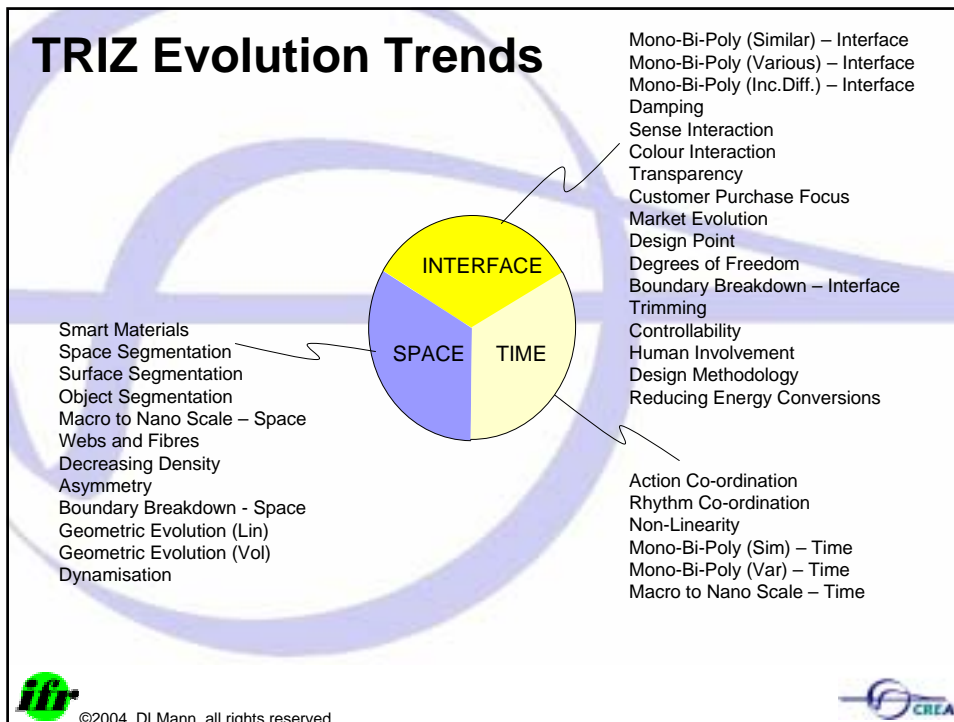 TRIZ Evolution Trends
Mono-Bi-Poly (Similar) – Interface
Mono-Bi-Poly (Various) – Interface
Mono-Bi-Poly (Inc.Diff.) – Interface
Damping
Sense Interaction
Colour Interaction
Transparency
Customer Purchase Focus
Market Evolution
Design Point
Degrees of Freedom
Boundary Breakdown – Interface
Trimming
Controllability
Human Involvement
Design Methodology
Reducing Energy Conversions
INTERFACE
SPACE TIME
Smart Materials
Space Segmentation
Surface Segmentation
Object Segmentation
Macro to Nano Scale – Space
Webs and Fibres
Decreasing Density
Asymmetry
Boundary Breakdown - Space
Geometric Evolution (Lin)
Geometric Evolution (Vol)
Dynamisation
Action Co-ordination
Rhythm Co-ordination
Non-Linearity
Mono-Bi-Poly (Sim) – Time
Mono-Bi-Poly (Var) – Time
Macro to Nano Scale – Time
ifr
©2004, DLMann, all rights reserved
CREA